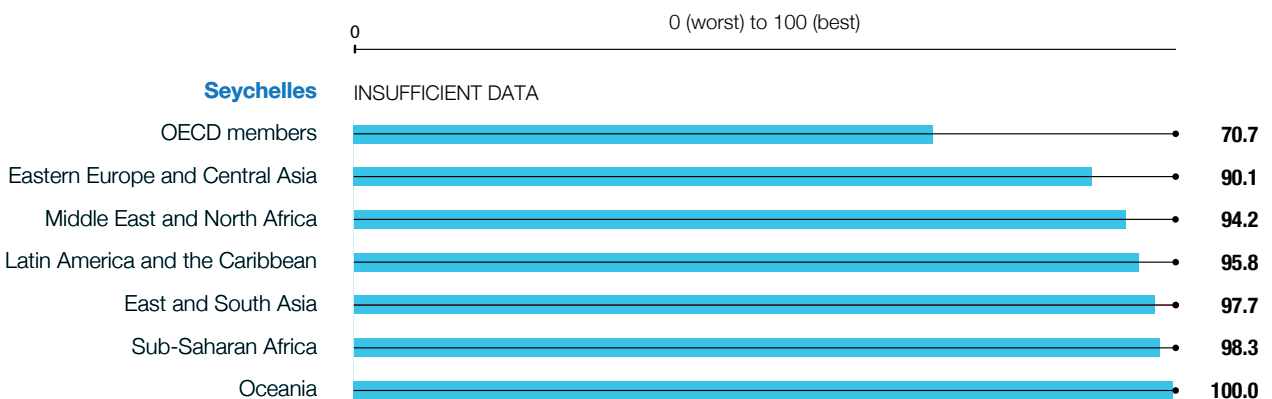 0 (worst) to 100 (best)
0
Seychelles INSUFFICIENT DATA
OECD members 70.7
Eastern Europe and Central Asia 90.1
Middle East and North Africa 94.2
Latin America and the Caribbean 95.8
East and South Asia 97.7
Sub-Saharan Africa 98.3
Oceania 100.0